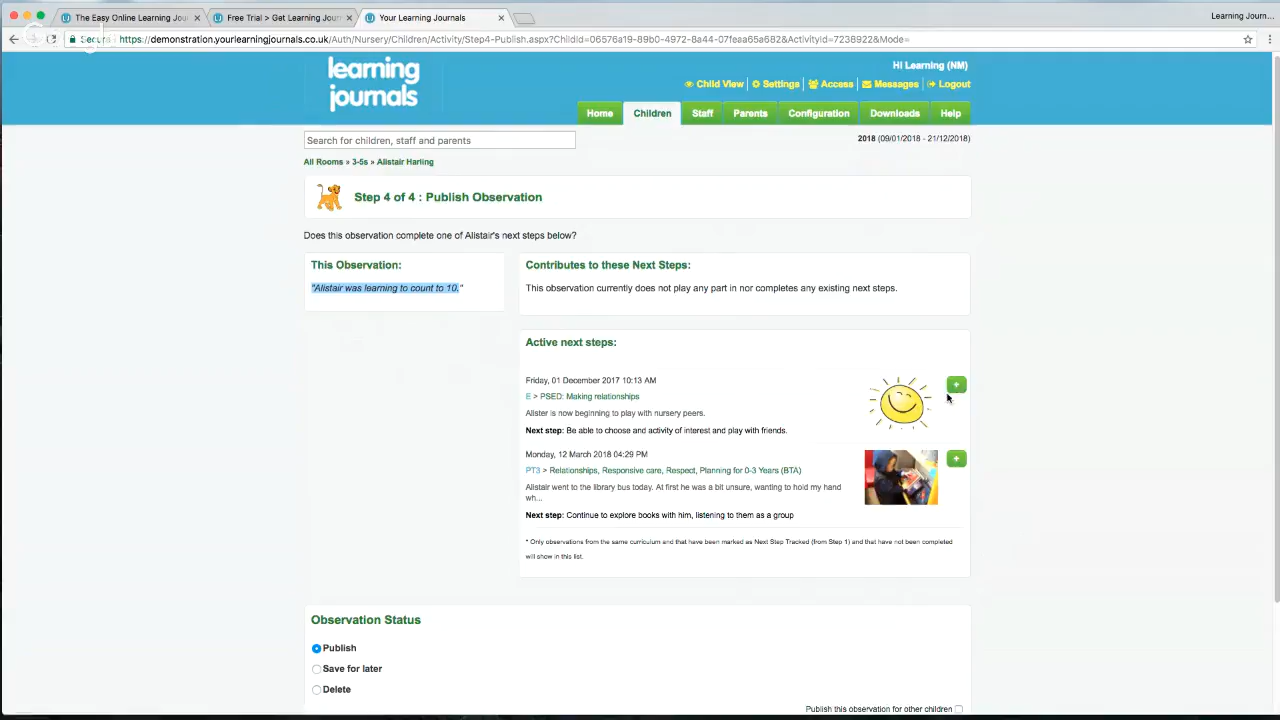 The Easy Online Learning Jou
Free Trial > Get Learning Jour
Your Learning Journals
Learning Journ...
https://demonstration.yourlearningjournals.co.uk/Auth/Nursery/Children/Activity/Step4-Publish.aspx?ChildId=06576a19-89b0-4972-8a44-07feaa65a682&ActivityId=7238922&Mode=
learning
journals
Hi Learning (NM)
Child View
Settings
Access
Messages
Logout
Home
Children
Staff
Parents
Configuration
Downloads
Help
Search for children, staff and parents
2018 (09/01/2018 - 21/12/2018)
All Rooms » 3-5s » Alistair Harling
Step 4 of 4 : Publish Observation
Does this observation complete one of Alistair's next steps below?
This Observation:
"Alistair was learning to count to 10."
Contributes to these Next Steps:
This observation currently does not play any part in nor completes any existing next steps.
Active next steps:
Friday, 01 December 2017 10:13 AM
E > PSED: Making relationships
Alister is now beginning to play with nursery peers.
Next step: Be able to choose and activity of interest and play with friends.
Monday, 12 March 2018 04:29 PM
PT3 > Relationships, Responsive care, Respect, Planning for 0-3 Years (BTA)
Alistair went to the library bus today. At first he was a bit unsure, wanting to hold my hand
wh...
Next step: Continue to explore books with him, listening to them as a group
* Only observations from the same curriculum and that have been marked as Next Step Tracked (from Step 1) and that have not been completed
will show in this list.
Observation Status
Publish
Save for later
Delete
Publish this observation for other children